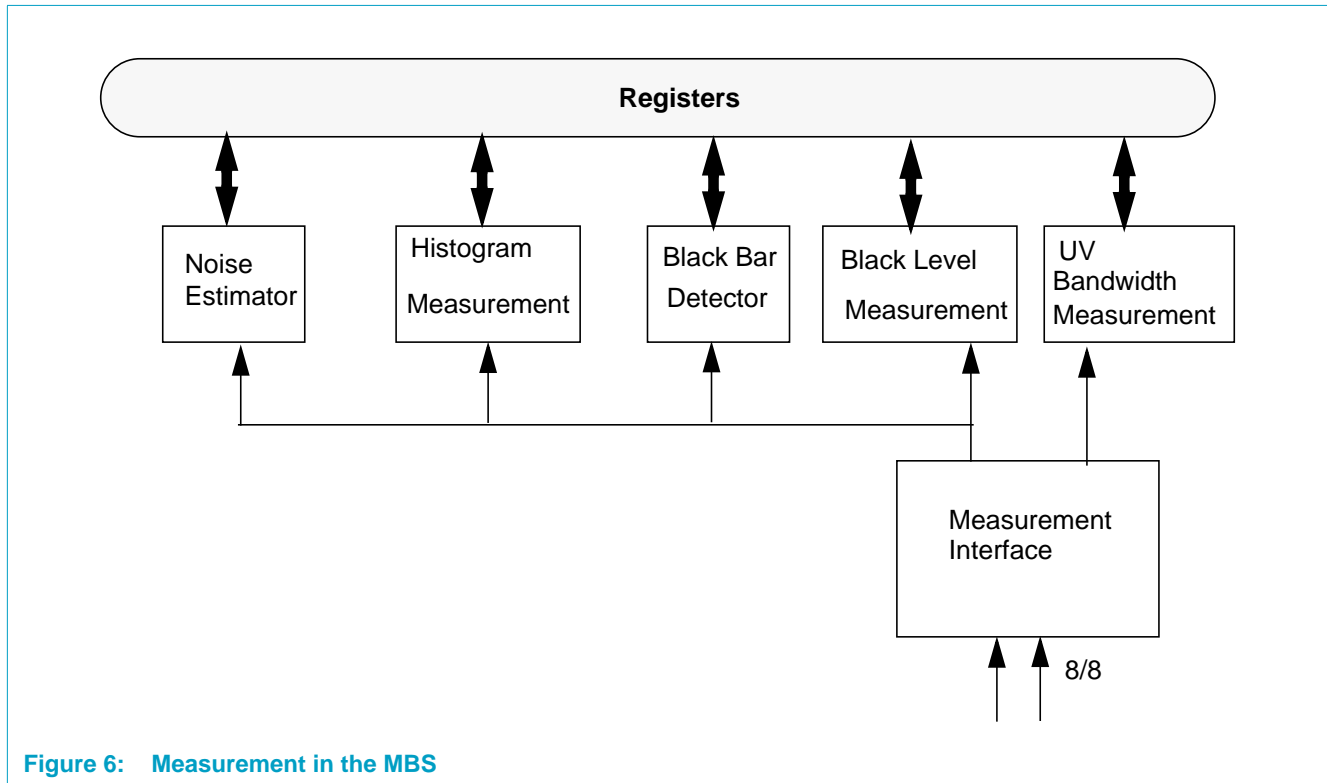 Registers
Noise
Estimator
Histogram
Measurement
Black Bar
Detector
Black Level
Measurement
UV
Bandwidth
Measurement
Measurement
Interface
8/8
Figure 6: Measurement in the MBS